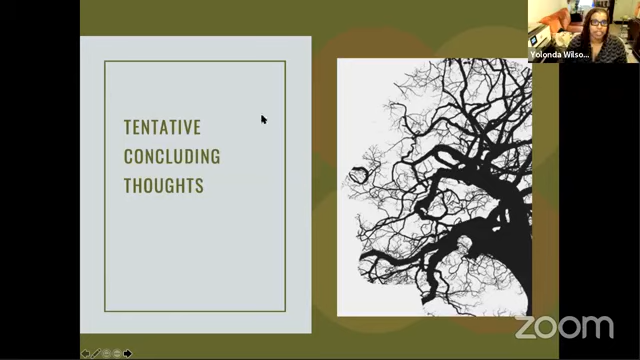 TENTATIVE
CONCLUDING
THOUGHTS
Yolonda Wilso...
zoom